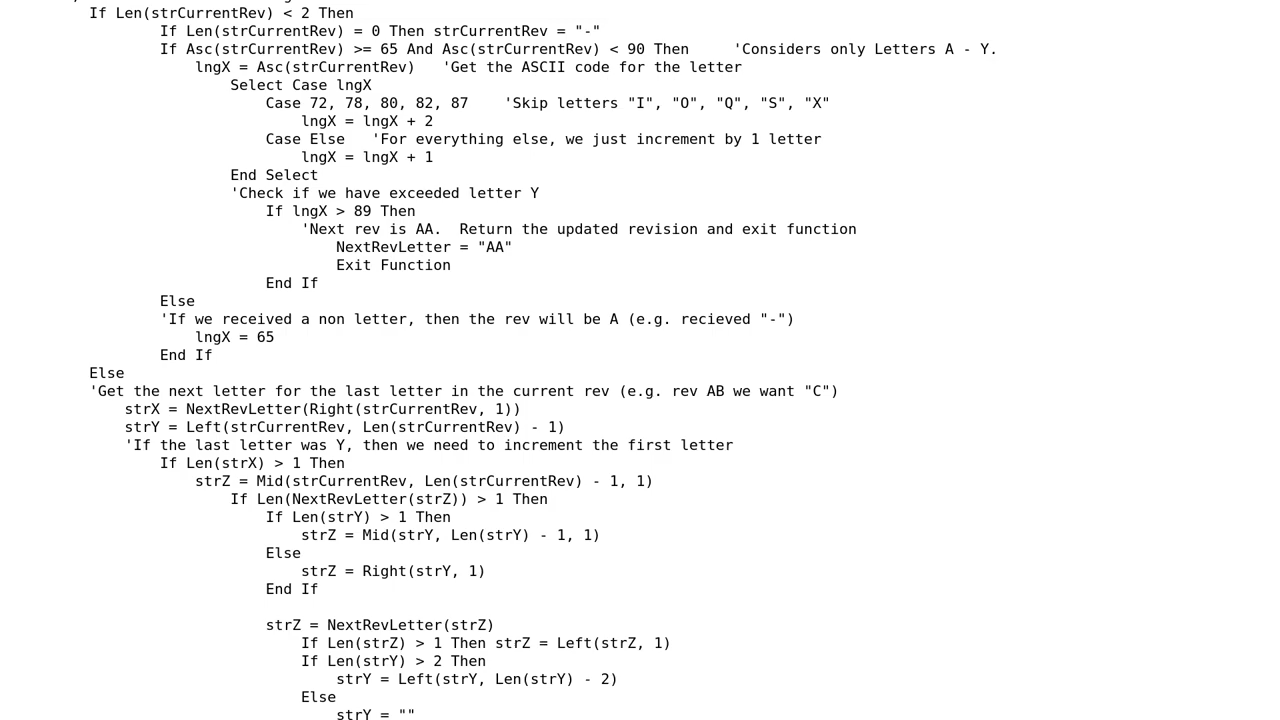 If Len(strCurrentRev) < 2 Then
If Len(strCurrentRev) = 0 Then strCurrentRev = "-"
If Asc(strCurrentRev) >= 65 And Asc(strCurrentRev) < 90 Then     'Considers only Letters A - Y.
lngX = Asc(strCurrentRev)   'Get the ASCII code for the letter
Select Case lngX
Case 72, 78, 80, 82, 87    'Skip letters "I", "O", "Q", "S", "X"
lngX = lngX + 2
Case Else   'For everything else, we just increment by 1 letter
lngX = lngX + 1
End Select
'Check if we have exceeded letter Y
If lngX > 89 Then
'Next rev is AA.  Return the updated revision and exit function
NextRevLetter = "AA"
Exit Function
End If
Else
'If we received a non letter, then the rev will be A (e.g. recieved "-")
lngX = 65
End If
Else
'Get the next letter for the last letter in the current rev (e.g. rev AB we want "C")
strX = NextRevLetter(Right(strCurrentRev, 1))
strY = Left(strCurrentRev, Len(strCurrentRev) - 1)
'If the last letter was Y, then we need to increment the first letter
If Len(strX) > 1 Then
strZ = Mid(strCurrentRev, Len(strCurrentRev) - 1, 1)
If Len(NextRevLetter(strZ)) > 1 Then
If Len(strY) > 1 Then
strZ = Mid(strY, Len(strY) - 1, 1)
Else
strZ = Right(strY, 1)
End If
strZ = NextRevLetter(strZ)
If Len(strZ) > 1 Then strZ = Left(strZ, 1)
If Len(strY) > 2 Then
strY = Left(strY, Len(strY) - 2)
Else
strY = ""